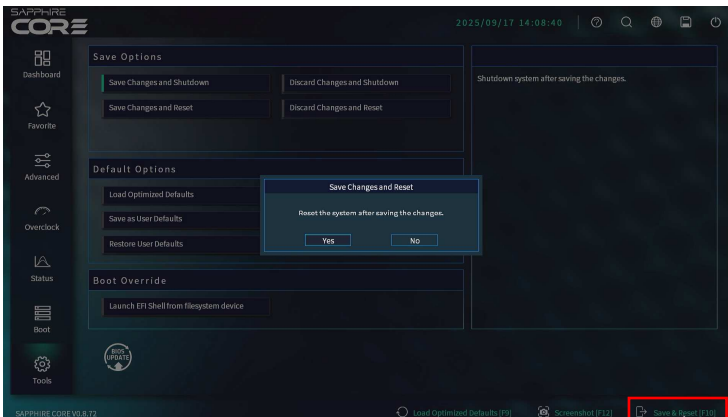 SAPPHIRE
CORE
2025/09/17 14:08:40
Dashboard
Favorite
Advanced
Overclock
Status
Boot
Tools
Save Options
Save Changes and Shutdown
Discard Changes and Shutdown
Save Changes and Reset
Discard Changes and Reset
Shutdown system after saving the changes.
Default Options
Load Optimized Defaults
Save as User Defaults
Restore User Defaults
Save Changes and Reset
Reset the system after saving the changes.
Yes
No
Boot Override
Launch EFI Shell from filesystem device
BIOS
UPDATE
SAPPHIRE CORE V0.8.72
Load Optimized Defaults [F9]
Screenshot [F12]
Save & Reset [F10]